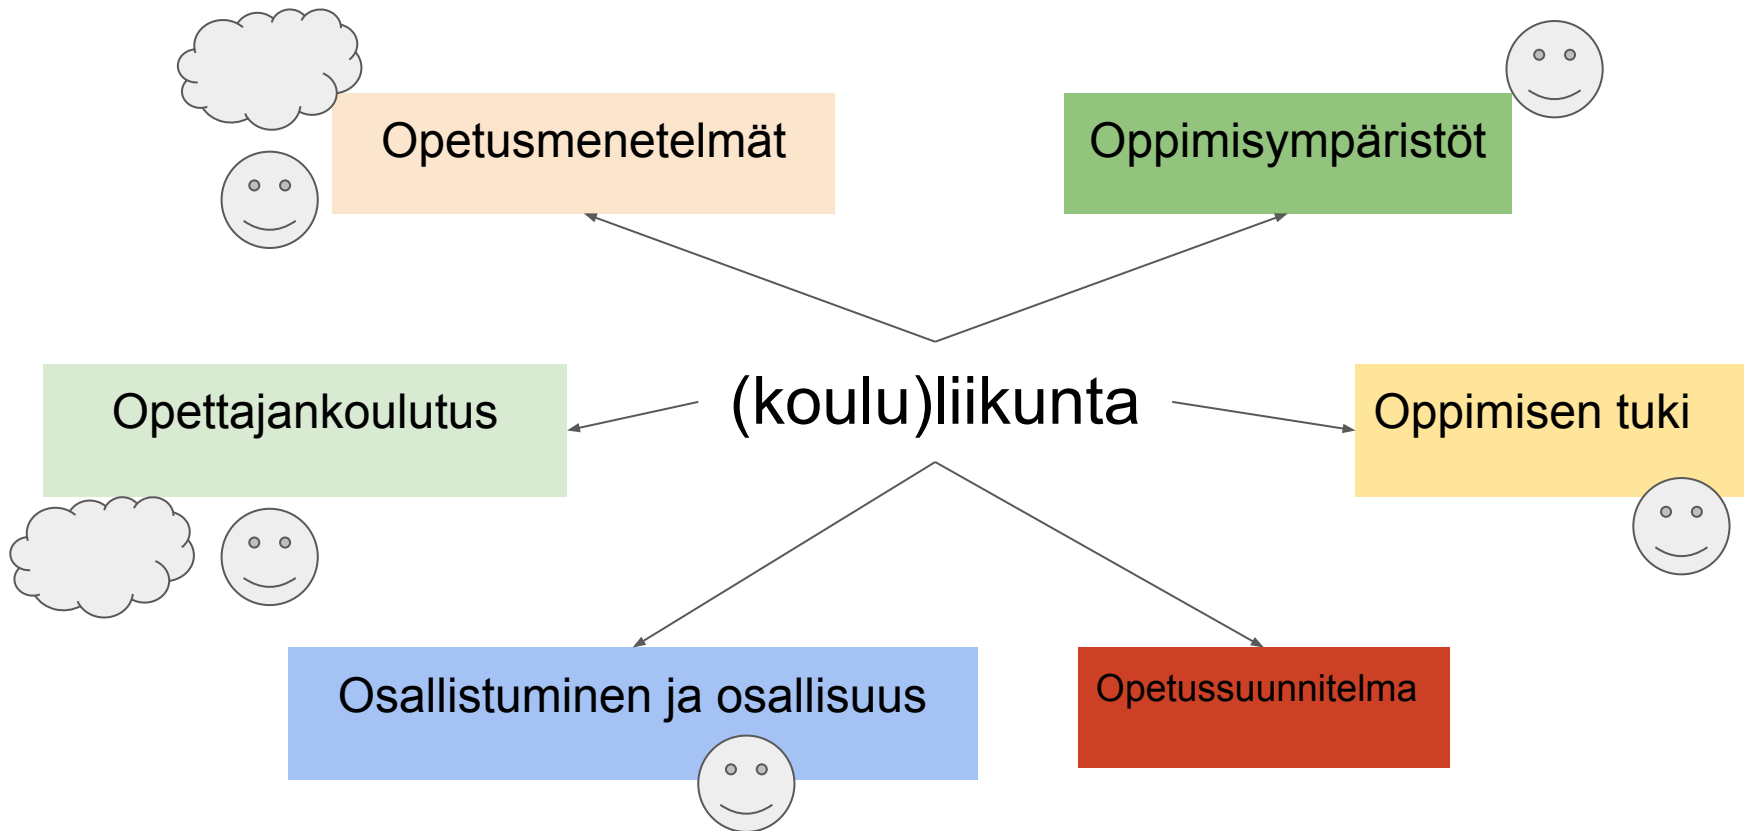 Opetusmenetelmät
Oppimisympäristöt
Opettajankoulutus
(koulu)liikunta
Oppimisen tuki
Osallistuminen ja osallisuus
Opetussuunnitelma